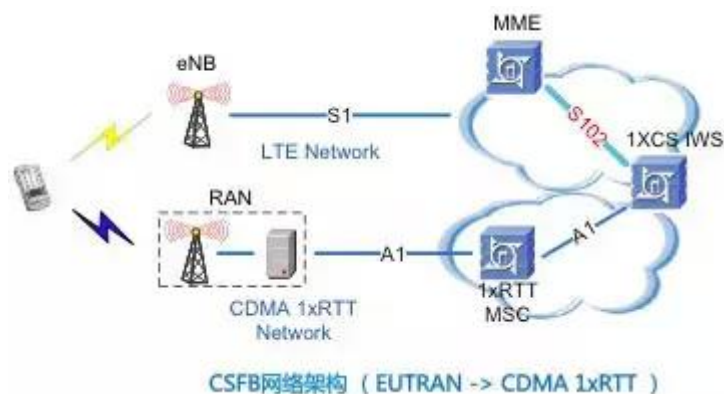 MME
eNB
S1
S102
1XCS IWS
LTE Network
RAN
A1
A1
1xRTT
MSC
CDMA 1xRTT
Network
CSFB网络架构 （ EUTRAN -> CDMA 1xRTT ）